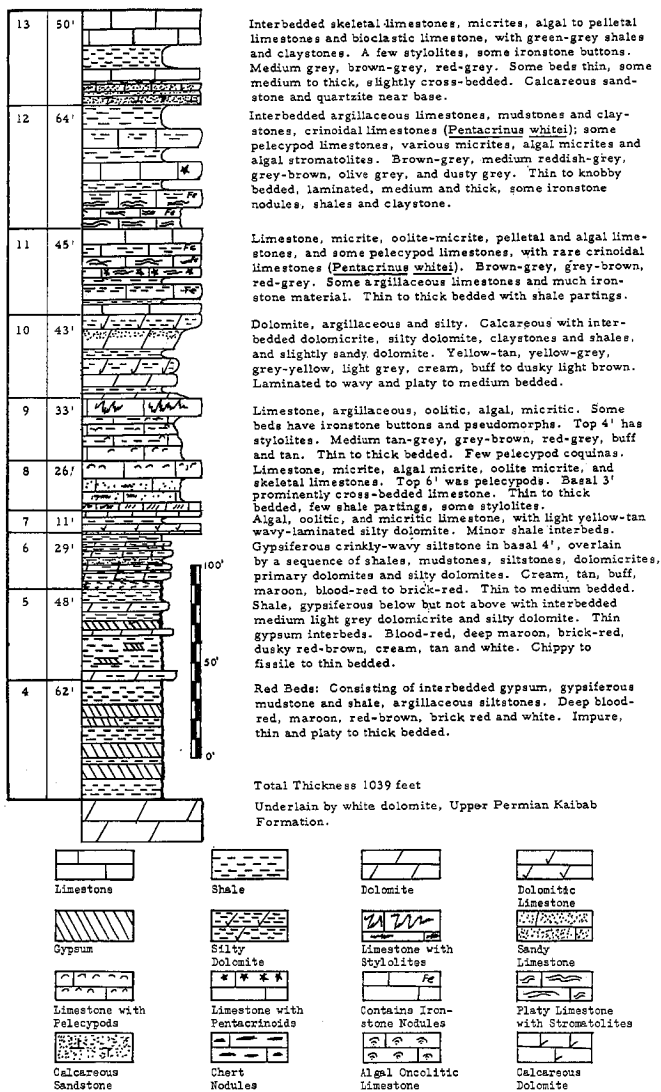 13 50' Interbedded skeletal limestones, micrites, algal to pelletal
limestones and bioclastic limestone, with green-grey shales
and claystones. A few stylolites, some ironstone buttons.
Medium grey, brown-grey, red-grey. Some beds thin, some
medium to thick, slightly cross-bedded. Calcareous sand-
stone and quartzite near base.
12 64' Interbedded argillaceous limestones, mudstones and clay-
stones, crinoidal limestones (Pentacrinus whitei); some
pelecypod limestones, various micrites, algal micrites and
algal stromatolites. Brown-grey, medium reddish-grey,
grey-brown, olive grey, and dusty grey. Thin to knobby
bedded, laminated, medium and thick, some ironstone
nodules, shales and claystone.
Fe
Fe
11 45' Limestone, micrite, oolite-micrite, pelletal and algal lime-
stones, and some pelecypod limestones, with rare crinoidal
limestones (Pentacrinus whitei). Brown-grey, grey-brown,
red-grey. Some argillaceous limestones and much iron-
stone material. Thin to thick bedded with shale partings.
Fe
Fe
Fe
10 43' Dolomite, argillaceous and silty. Calcareous with inter-
bedded dolomicrite, silty dolomite, claystones and shales,
and slightly sandy dolomite. Yellow-tan, yellow-grey,
grey-yellow, light grey, cream, buff to dusky light brown.
Laminated to wavy and platy to medium bedded.
9 33' Limestone, argillaceous, oolitic, algal, micritic. Some
beds have ironstone buttons and pseudomorphs. Top 4' has
stylolites. Medium tan-grey, grey-brown, red-grey, buff
and tan. Thin to thick bedded. Few pelecypod coquinas.
8 26' Limestone, micrite, algal micrite, oolite micrite, and
skeletal limestones. Top 6' was pelecypods. Basal 3'
prominently cross-bedded limestone. Thin to thick
bedded, few shale partings, some stylolites.
7 11' Algal, oolitic, and micritic limestone, with light yellow-tan
wavy-laminated silty dolomite. Minor shale interbeds.
6 29' Gypsiferous crinkly-wavy siltstone in basal 4', overlain
by a sequence of shales, mudstones, siltstones, dolomicrites,
primary dolomites and silty dolomites. Cream, tan, buff,
maroon, blood-red to brick-red. Thin to medium bedded.
5 48' Shale, gypsiferous below but not above with interbedded
medium light grey dolomicrite and silty dolomite. Thin
gypsum interbeds. Blood-red, deep maroon, brick-red,
dusky red-brown, cream, tan and white. Chippy to
fissile to thin bedded.
100'
50'
0'
4 62' Red Beds: Consisting of interbedded gypsum, gypsiferous
mudstone and shale, argillaceous siltstones. Deep blood-
red, maroon, red-brown, brick red and white. Impure,
thin and platy to thick bedded.
Total Thickness 1039 feet
Underlain by white dolomite, Upper Permian Kaibab
Formation.
Limestone Shale Dolomite Dolomitic
Limestone
Gypsum Silty Limestone with Sandy
Dolomite Stylolites Limestone
Fe
Limestone with Limestone with Contains Iron- Platy Limestone
Pelecypods Pentacrinoids stone Nodules with Stromatolites
Calcareous Chert Algal Oncolitic Calcareous
Sandstone Nodules Limestone Dolomite